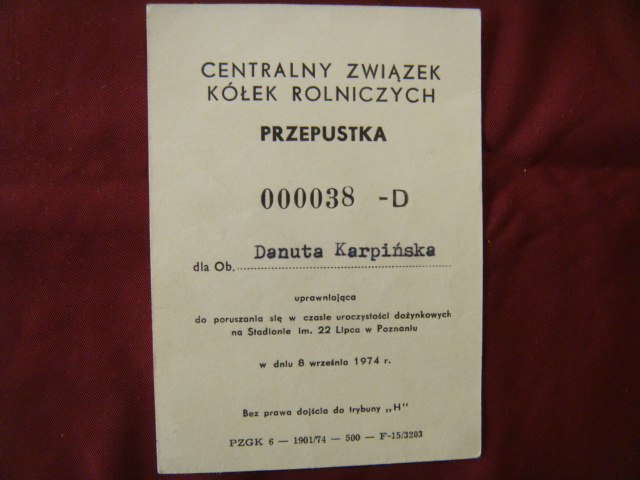 CENTRALNY ZWIĄZEK
KÓŁEK ROLNICZYCH
PRZEPUSTKA
000038 -D
dla Ob. Danuta Karpińska
uprawniająca
do poruszania się w czasie uroczystości dożynkowych
na Stadionie im. 22 Lipca w Poznaniu
w dniu 8 września 1974 r.
Bez prawa dojścia do trybuny „H"
PZGK 6 — 1901/74 — 500 — F-15/3203